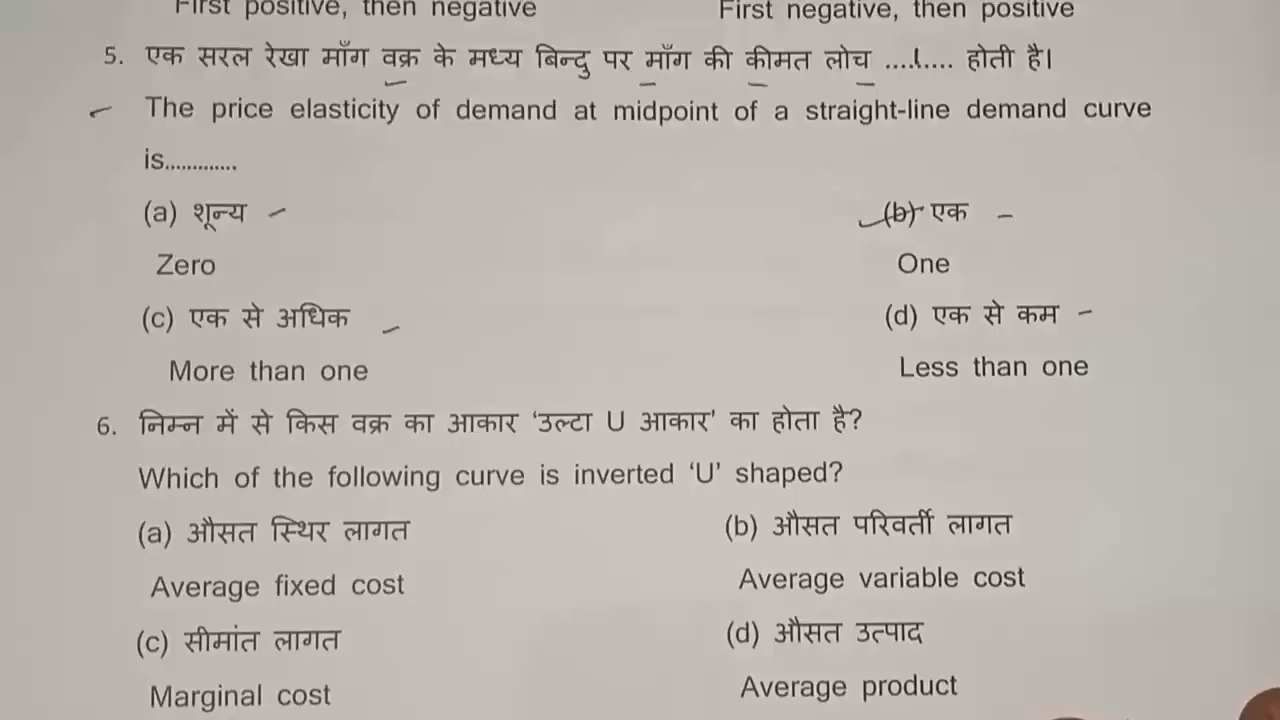 First positive, then negative First negative, then positive
5. एक सरल रेखा माँग वक्र के मध्य बिन्दु पर माँग की कीमत लोच ......... होती है।
The price elasticity of demand at midpoint of a straight-line demand curve
is.............
(a) शून्य (b) एक
Zero One
(c) एक से अधिक (d) एक से कम
More than one Less than one
6. निम्न में से किस वक्र का आकार 'उल्टा U आकार' का होता है?
Which of the following curve is inverted 'U' shaped?
(a) औसत स्थिर लागत (b) औसत परिवर्ती लागत
Average fixed cost Average variable cost
(c) सीमांत लागत (d) औसत उत्पाद
Marginal cost Average product